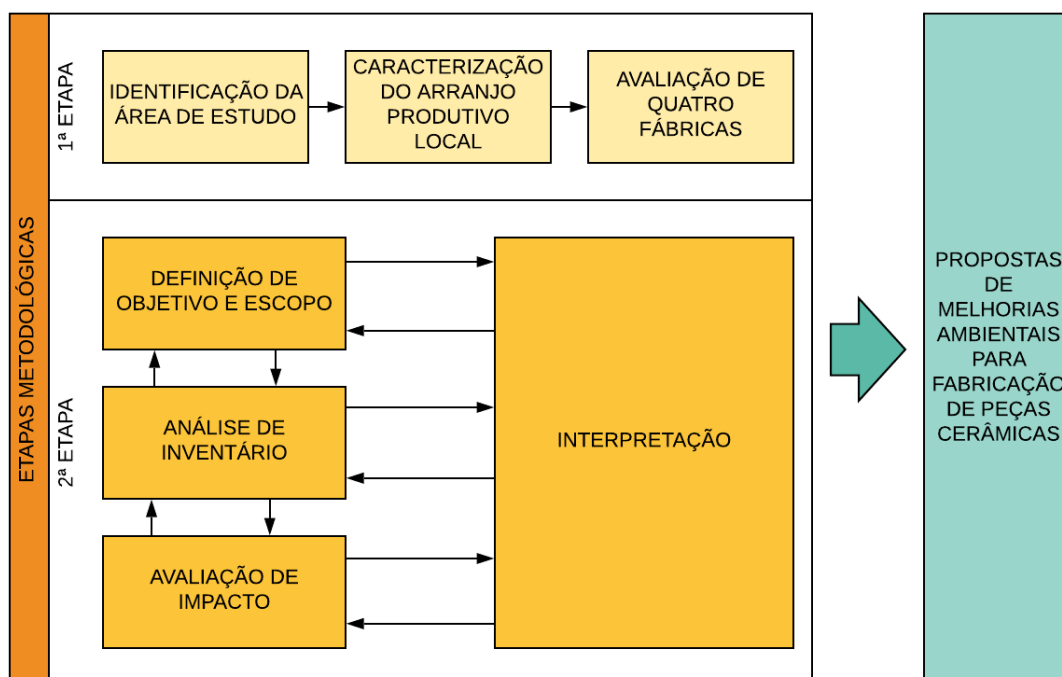 ETAPAS METODOLÓGICAS
1ª ETAPA
IDENTIFICAÇÃO DA
ÁREA DE ESTUDO
CARACTERIZAÇÃO
DO ARRANJO
PRODUTIVO
LOCAL
AVALIAÇÃO DE
QUATRO
FÁBRICAS
2ª ETAPA
DEFINIÇÃO DE
OBJETIVO E ESCOPO
ANÁLISE DE
INVENTÁRIO
AVALIAÇÃO DE
IMPACTO
INTERPRETAÇÃO
PROPOSTAS
DE
MELHORIAS
AMBIENTAIS
PARA
FABRICAÇÃO
DE PEÇAS
CERÂMICAS